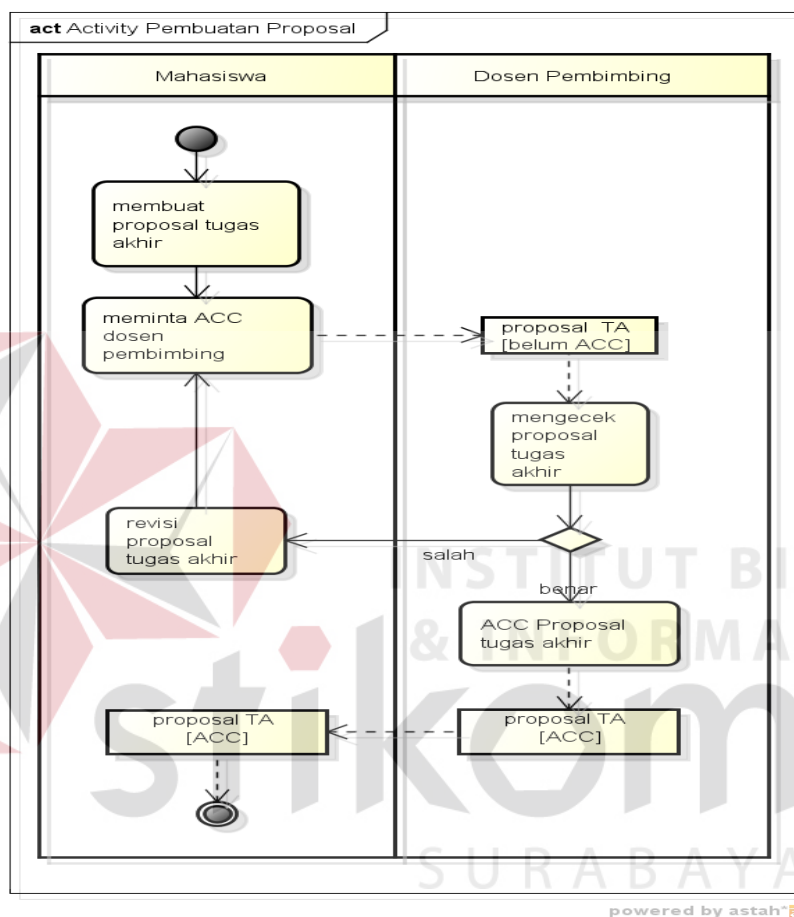 act Activity Pembuatan Proposal
Mahasiswa
Dosen Pembimbing
membuat
proposal tugas
akhir
meminta ACC
dosen
pembimbing
proposal TA
[belum ACC]
mengecek
proposal
tugas
akhir
revisi
proposal
tugas akhir
salah
benar
ACC Proposal
tugas akhir
proposal TA
[ACC]
proposal TA
[ACC]
INSTITUT BI
& INFORMA
stikom
SURABAYA
powered by astah*